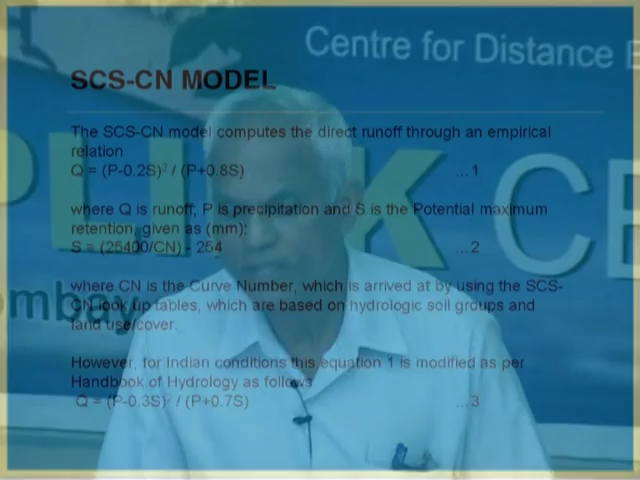 Centre for Distance E
SCS-CN MODEL
The SCS-CN model computes the direct runoff through an empirical
relation
Q = (P-0.2S)² / (P+0.8S) ...1
where Q is runoff, P is precipitation and S is the Potential maximum
retention, given as (mm):
S = (25400/CN) - 254 ...2
where CN is the Curve Number, which is arrived at by using the SCS-
CN look up tables, which are based on hydrologic soil groups and
land use/cover.
However, for Indian conditions this equation 1 is modified as per
Handbook of Hydrology as follows
Q = (P-0.3S)² / (P+0.7S) ...3
K CE
mbay